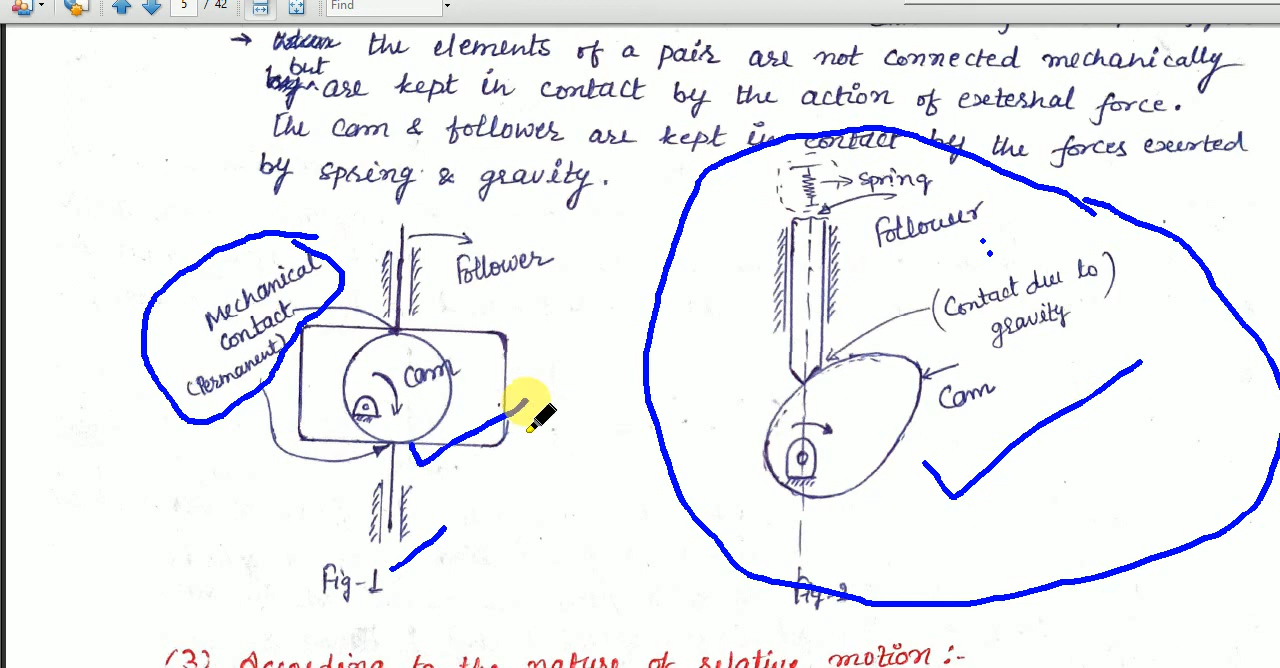 5 / 42
Find
→ the elements of a pair are not connected mechanically
but
are kept in contact by the action of exeteshal force.
The cam & follower are kept in contact by the forces exerted
by spring & gravity.
spring
Follower
Follower
Mechanical
contact
(Permanent)
(Contact due to)
gravity
Cam
Cam
Fig-1
Fig-2
(3) According to the nature of relative motion :-